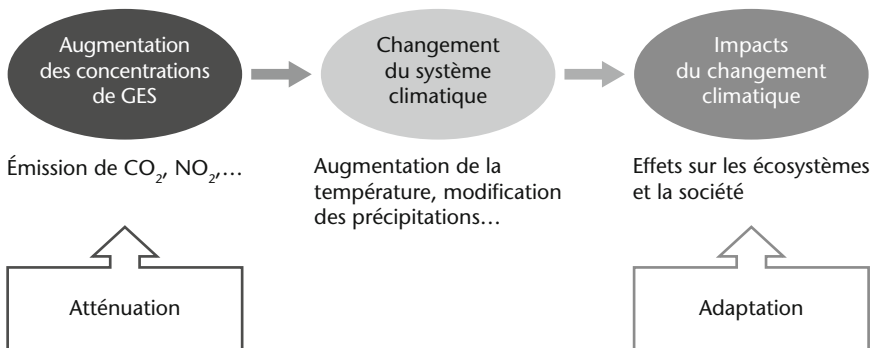 Augmentation
des concentrations
de GES
Changement
du système
climatique
Impacts
du changement
climatique
Émission de CO₂, NO₂,…
Augmentation de la
température, modification
des précipitations…
Effets sur les écosystèmes
et la société
Atténuation
Adaptation